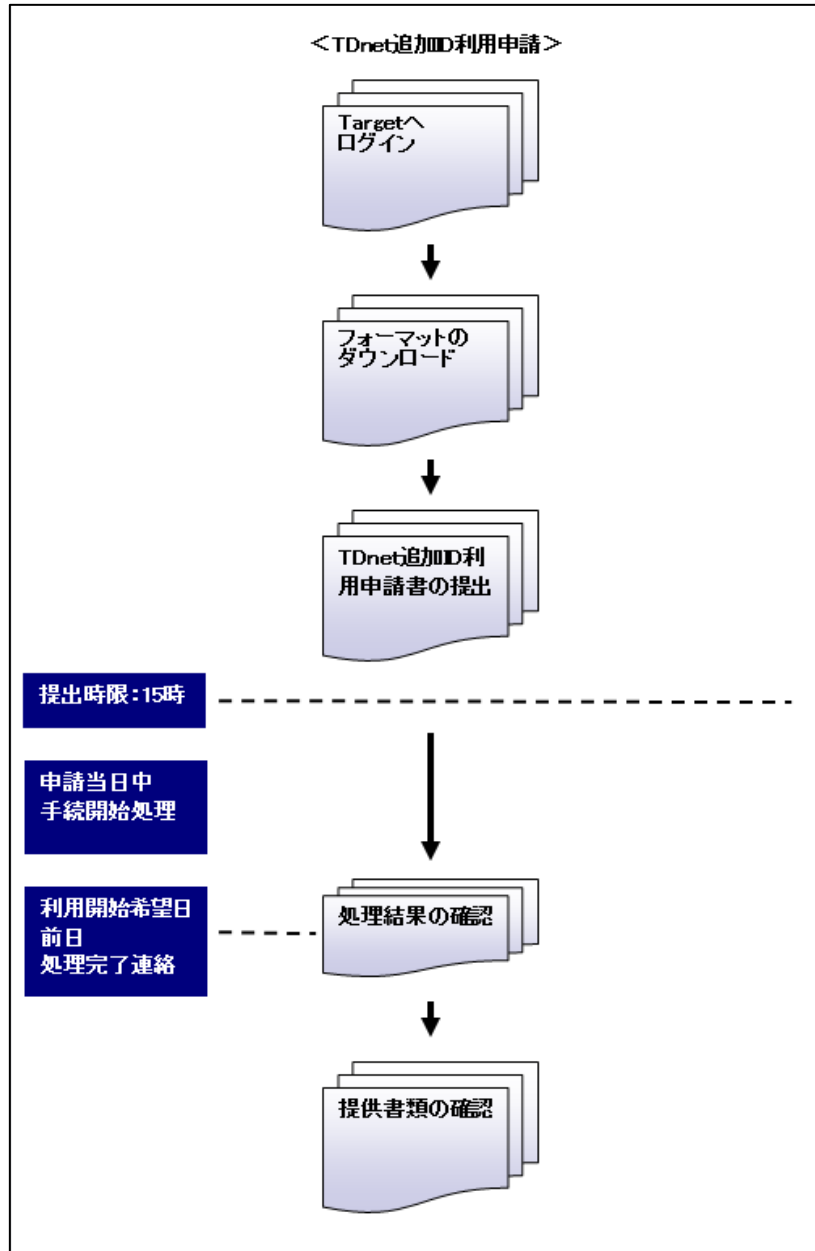 ＜TDnet追加ID利用申請＞
Targetへ
ログイン
フォーマットの
ダウンロード
TDnet追加ID利
用申請書の提出
提出時限：15時
申請当日中
手続開始処理
利用開始希望日
前日
処理完了連絡
処理結果の確認
提供書類の確認